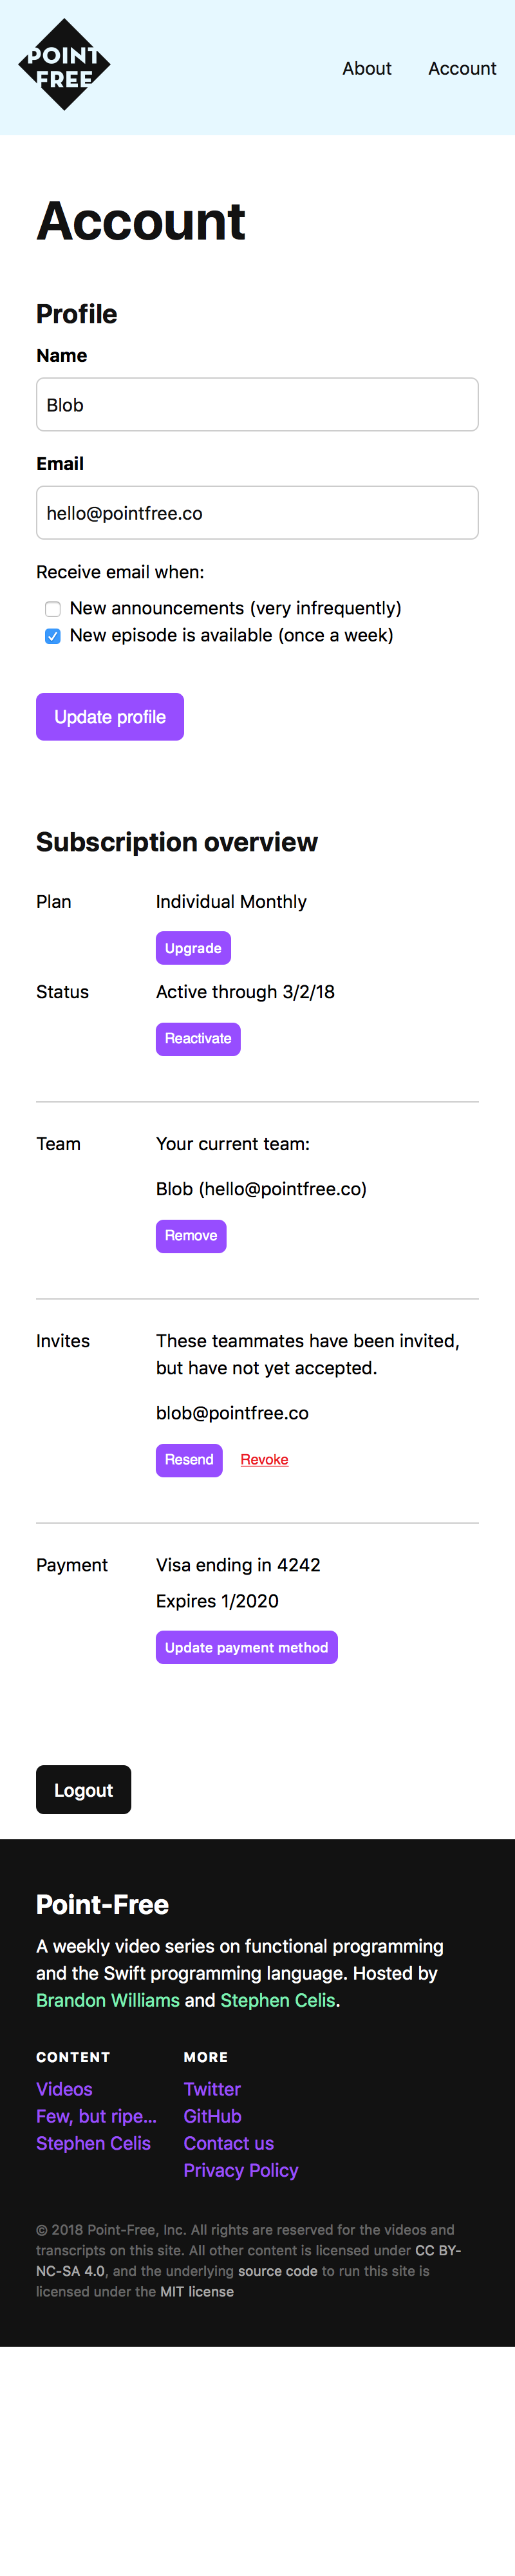 POINT
FREE
About
Account
Account
Profile
Name
Blob
Email
hello@pointfree.co
Receive email when:
New announcements (very infrequently)
New episode is available (once a week)
Update profile
Subscription overview
Plan
Individual Monthly
Upgrade
Status
Active through 3/2/18
Reactivate
Team
Your current team:
Blob (hello@pointfree.co)
Remove
Invites
These teammates have been invited,
but have not yet accepted.
blob@pointfree.co
Resend
Revoke
Payment
Visa ending in 4242
Expires 1/2020
Update payment method
Logout
Point-Free
A weekly video series on functional programming
and the Swift programming language. Hosted by
Brandon Williams and Stephen Celis.
CONTENT
Videos
Few, but ripe...
Stephen Celis
MORE
Twitter
GitHub
Contact us
Privacy Policy
© 2018 Point-Free, Inc. All rights are reserved for the videos and
transcripts on this site. All other content is licensed under CC BY-
NC-SA 4.0, and the underlying source code to run this site is
licensed under the MIT license